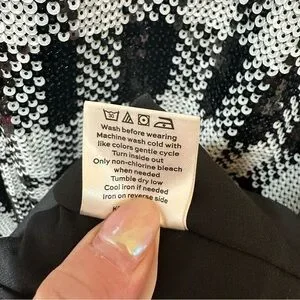 Wash before wearing
Machine wash cold with
like colors gentle cycle
Turn inside out
Only non-chlorine bleach
when needed
Tumble dry low
Cool iron if needed
iron on reverse side